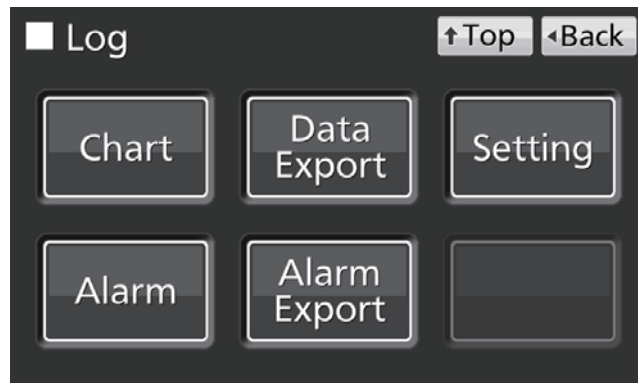 Log
Top
Back
Chart
Data
Export
Setting
Alarm
Alarm
Export